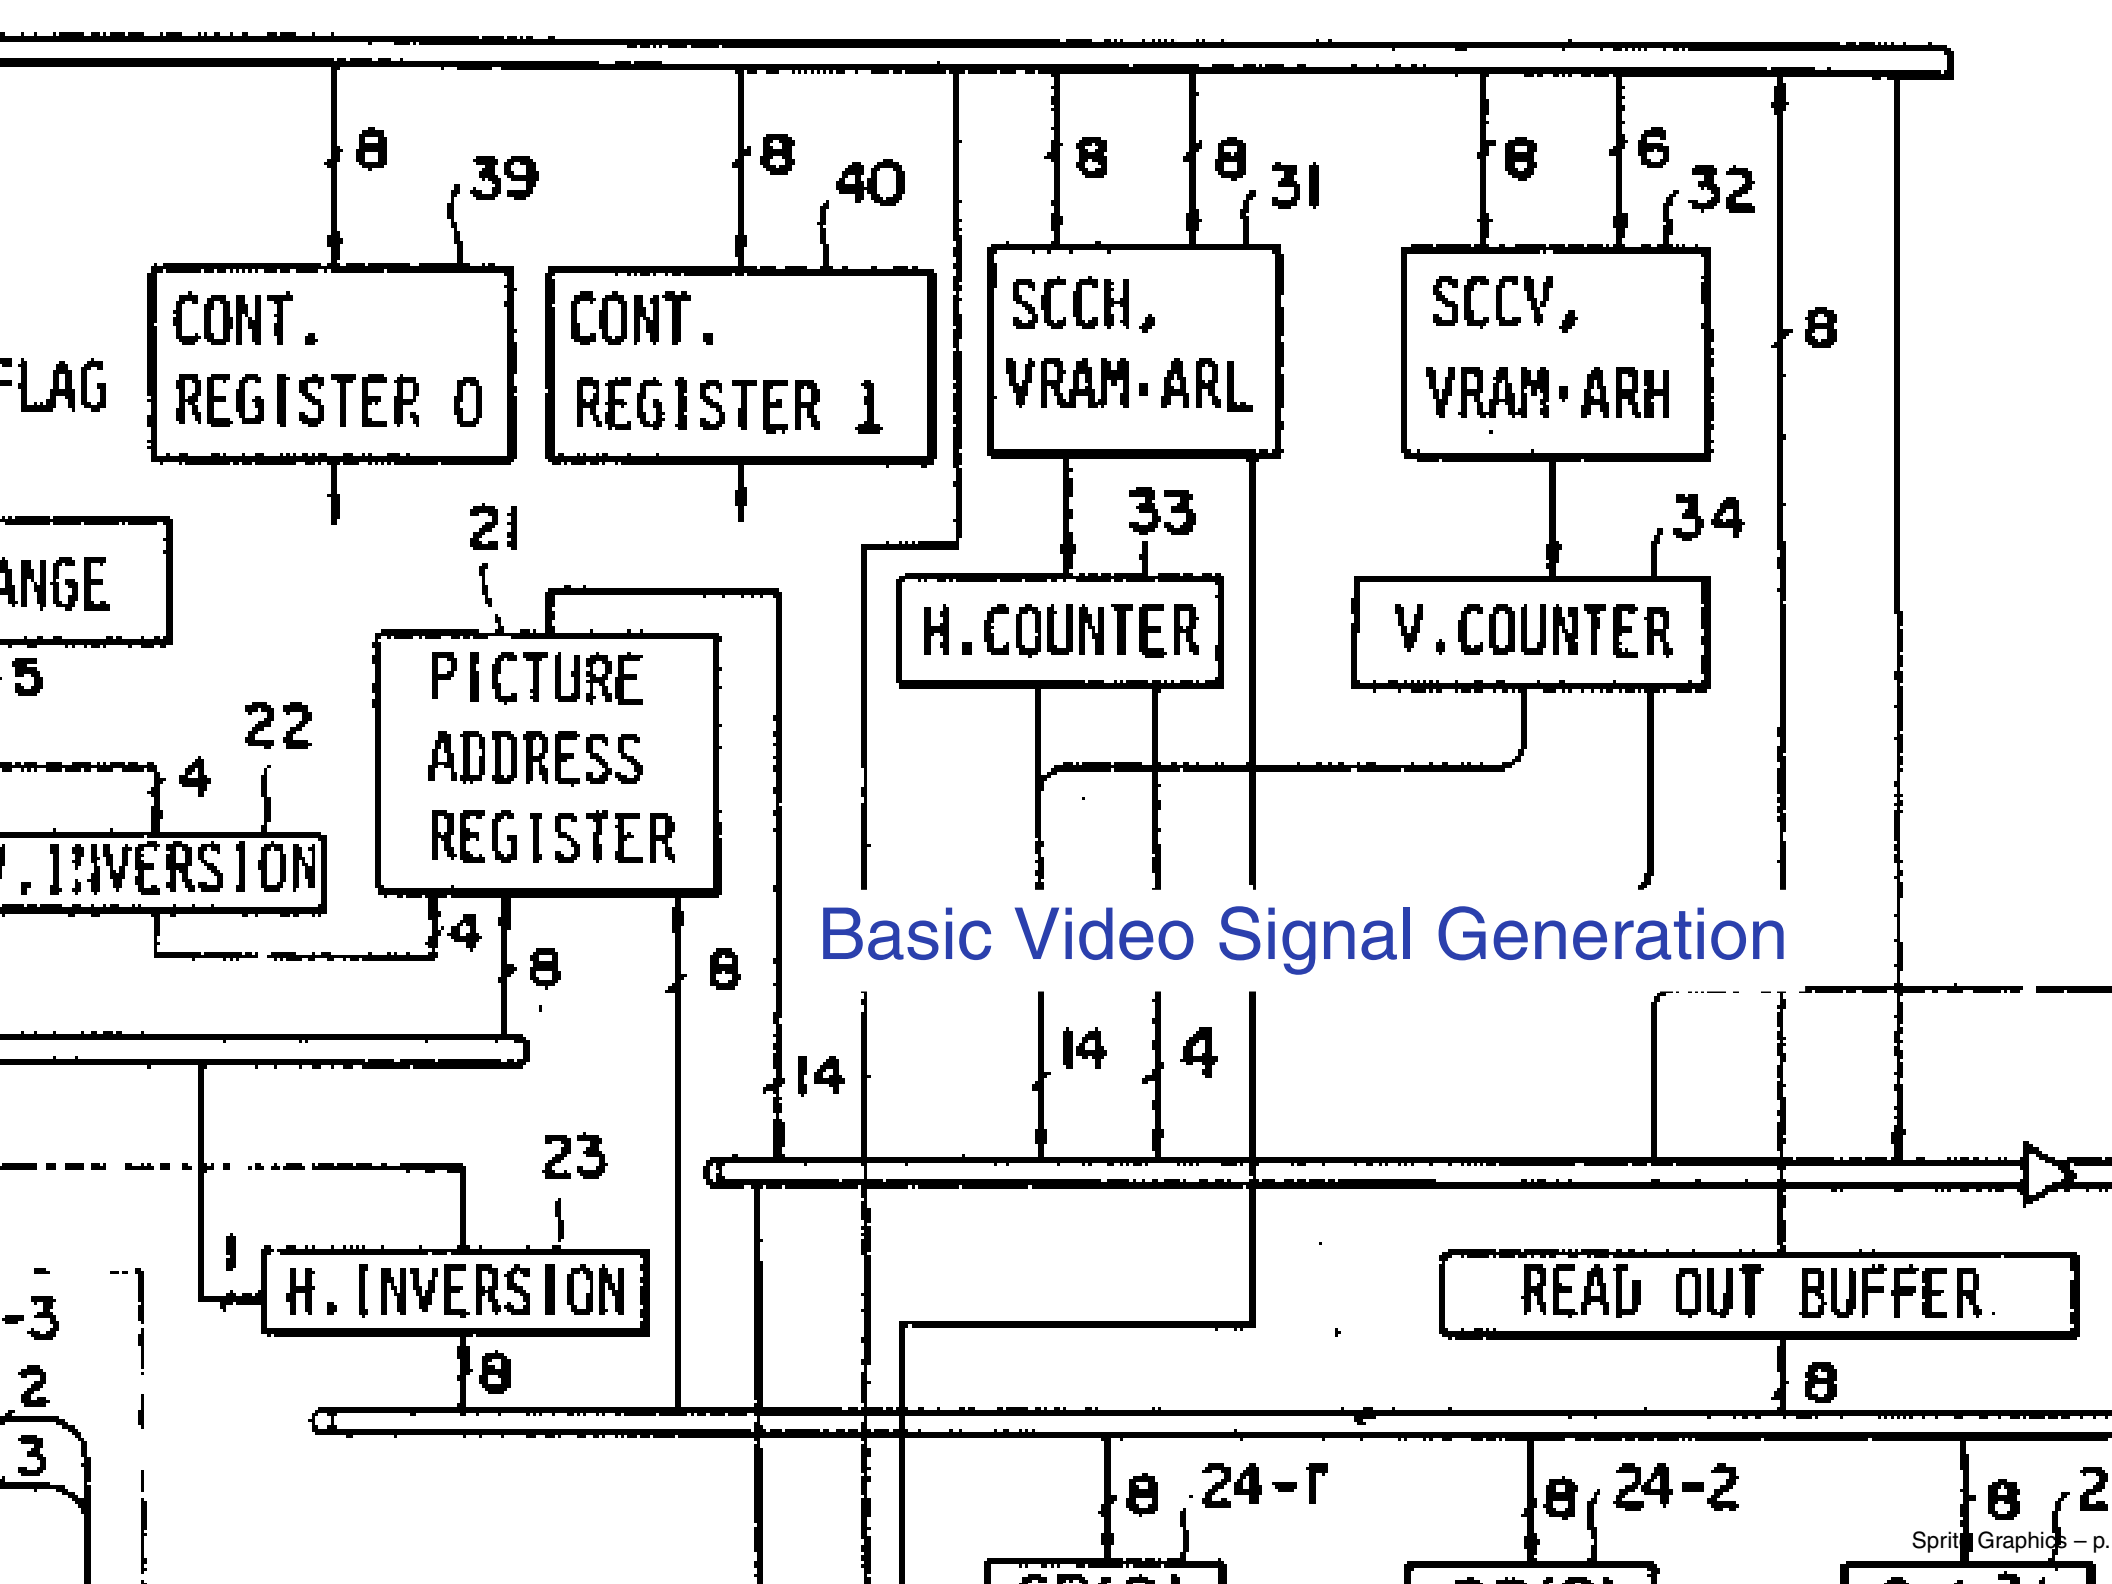 8
8
8
8
8
6
39
40
31
32
CONT.
REGISTER 0
CONT.
REGISTER 1
SCCH,
VRAM·ARL
SCCV,
VRAM·ARH
8
FLAG
21
33
34
ANGE
5
H.COUNTER
V.COUNTER
PICTURE
ADDRESS
REGISTER
22
4
V.INVERSION
4
8
8
Basic Video Signal Generation
14
14
4
23
1
H.INVERSION
READ OUT BUFFER
-3
2
3
8
8
8
24-1
8
24-2
8
2
Sprite Graphics – p.